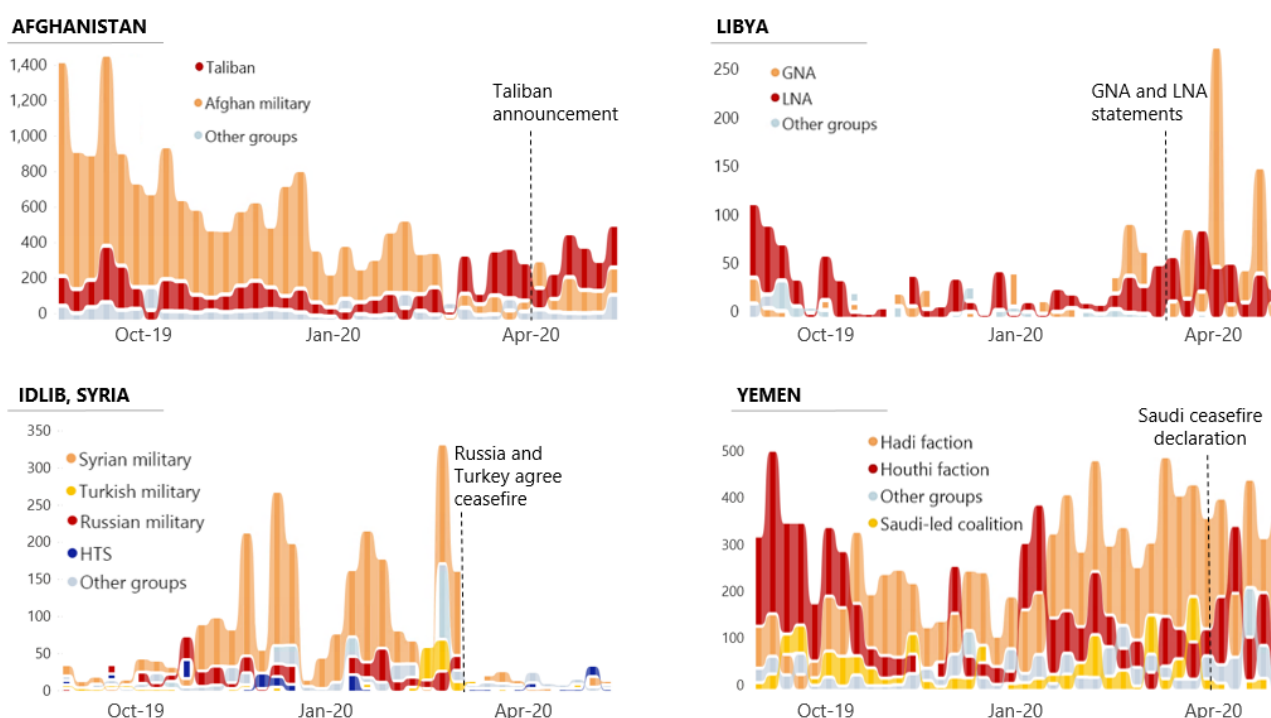 AFGHANISTAN
1,400
1,200
1,000
800
600
400
200
0
Taliban
Afghan military
Other groups
Taliban
announcement
Oct-19
Jan-20
Apr-20
LIBYA
250
200
150
100
50
0
GNA
LNA
Other groups
GNA and LNA
statements
Oct-19
Jan-20
Apr-20
IDLIB, SYRIA
350
300
250
200
150
100
50
0
Syrian military
Turkish military
Russian military
HTS
Other groups
Russia and
Turkey agree
ceasefire
Oct-19
Jan-20
Apr-20
YEMEN
500
400
300
200
100
0
Hadi faction
Houthi faction
Other groups
Saudi-led coalition
Saudi ceasefire
declaration
Oct-19
Jan-20
Apr-20